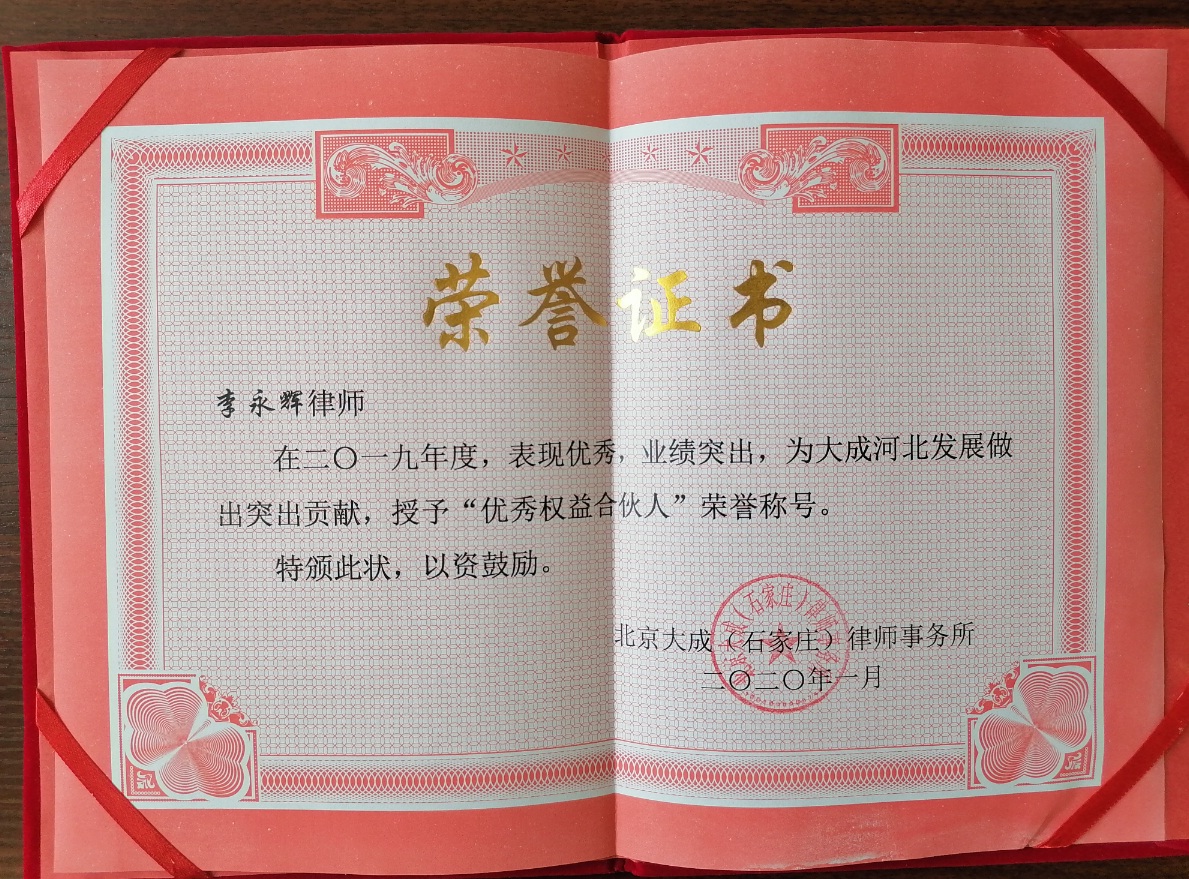 荣誉证书
李永辉律师
在二〇一九年度，表现优秀，业绩突出，为大成河北发展做
出突出贡献，授予“优秀权益合伙人”荣誉称号。
特颁此状，以资鼓励。
北京大成（石家庄）律师事务所
二〇二〇年一月